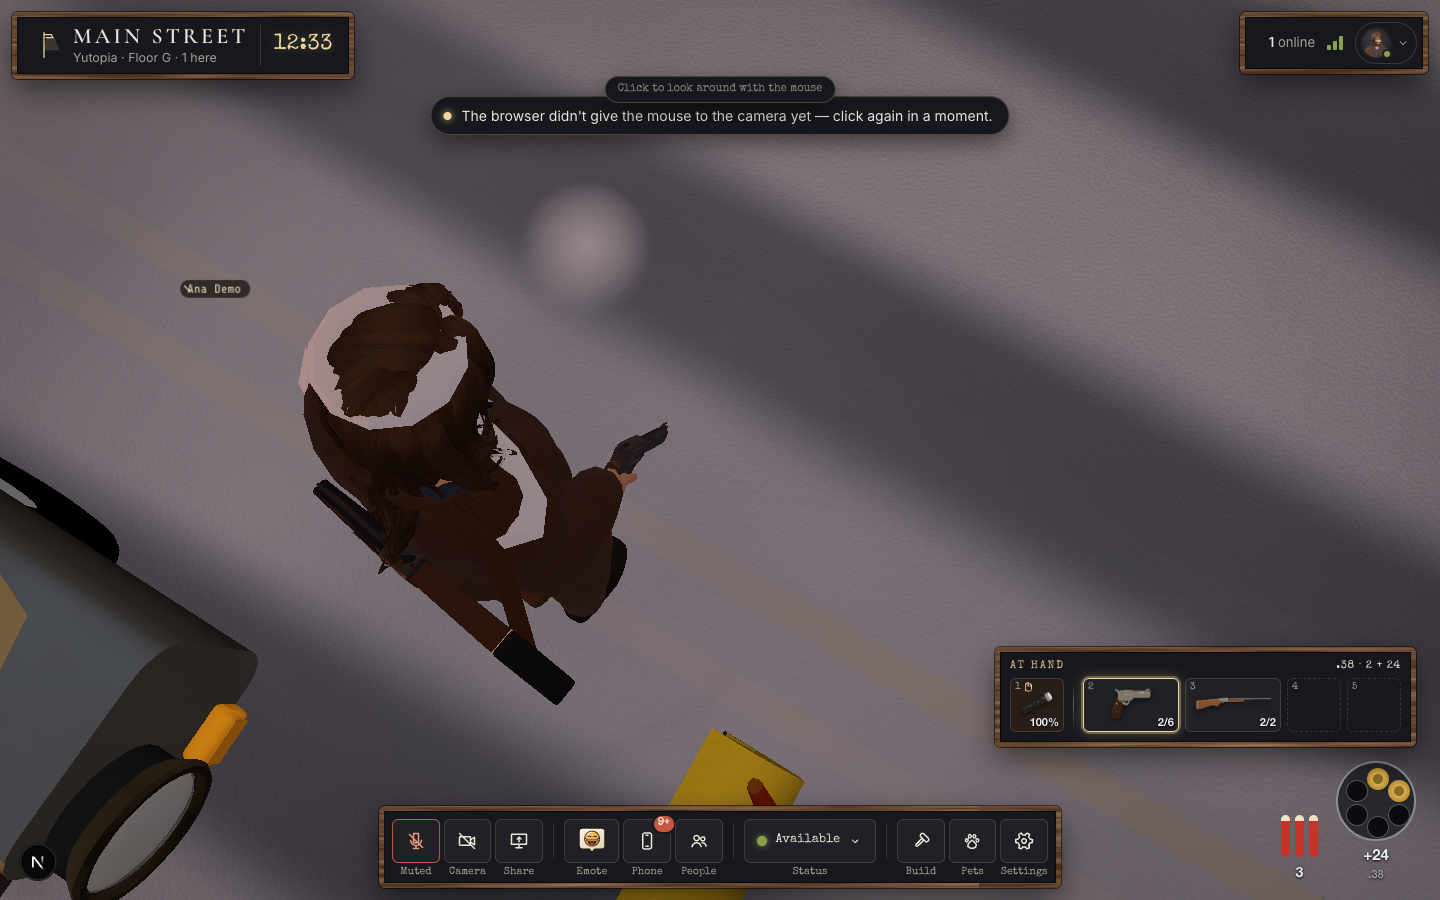 MAIN STREET
Yutopia · Floor G · 1 here
12:33
1 online
Click to look around with the mouse
The browser didn't give the mouse to the camera yet — click again in a moment.
Ana Demo
AT HAND
.38 · 2 + 24
1
100%
2
2/6
3
2/2
4
5
9+
Available
Muted
Camera
Share
Emote
Phone
People
Status
Build
Pets
Settings
N
3
+24
.38